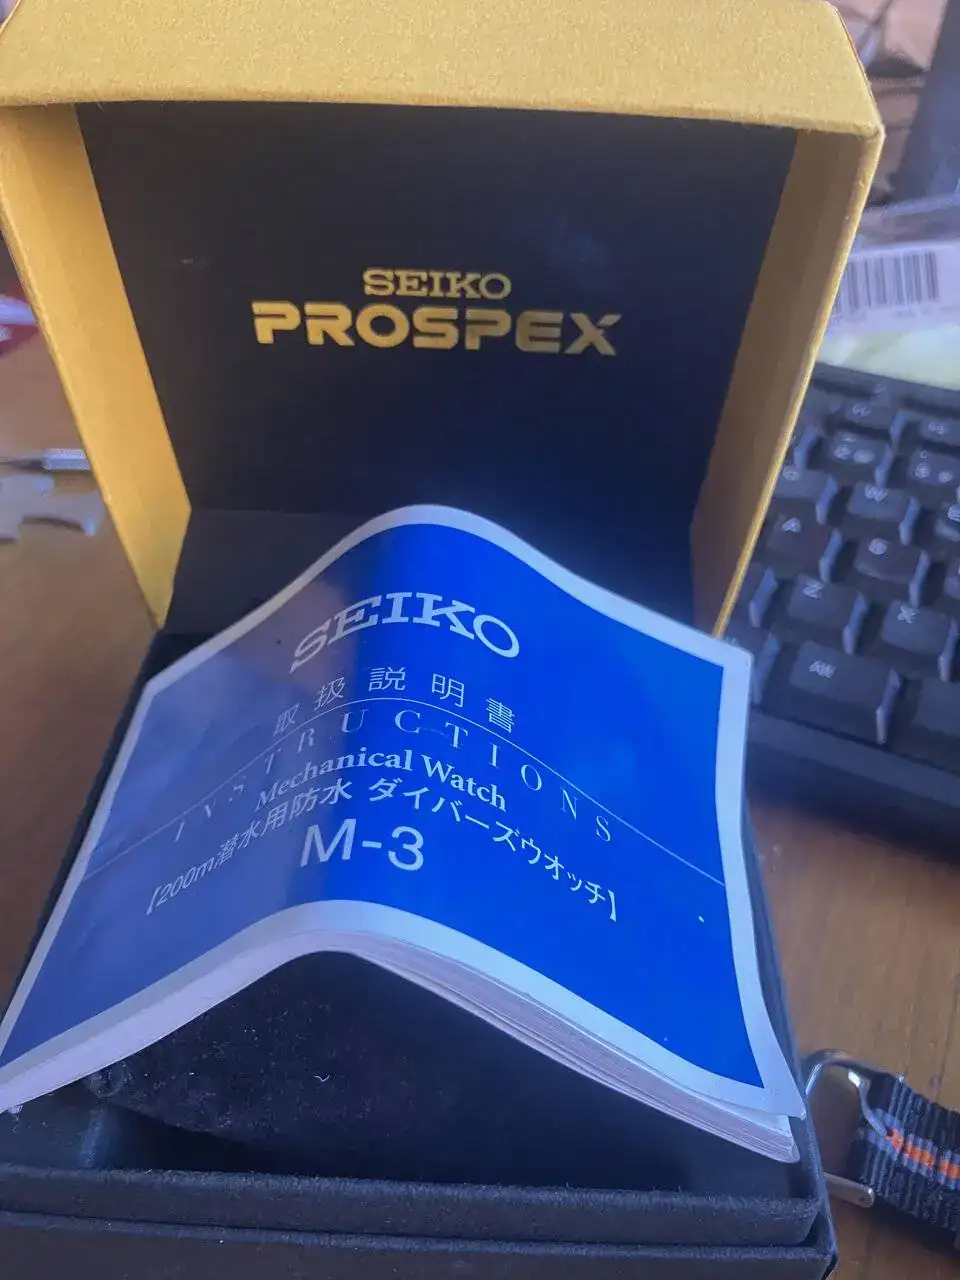 SEIKO
PROSPEX
SEIKO
取扱説明書
INSTRUCTIONS
Mechanical Watch
【200m潜水用防水 ダイバーズウオッチ】
M-3
W
A
S
Z
X
Alt